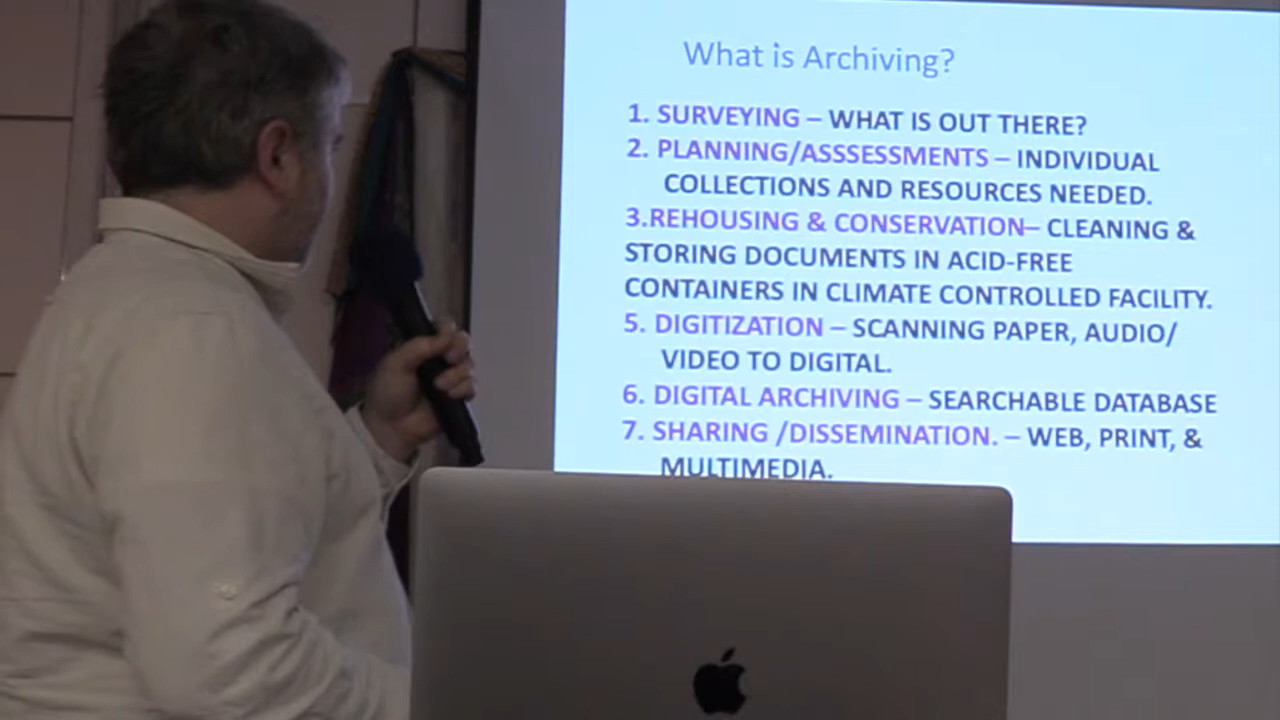 What is Archiving?
1. SURVEYING – WHAT IS OUT THERE?
2. PLANNING/ASSSESSMENTS – INDIVIDUAL
COLLECTIONS AND RESOURCES NEEDED.
3.REHOUSING & CONSERVATION– CLEANING &
STORING DOCUMENTS IN ACID-FREE
CONTAINERS IN CLIMATE CONTROLLED FACILITY.
5. DIGITIZATION – SCANNING PAPER, AUDIO/
VIDEO TO DIGITAL.
6. DIGITAL ARCHIVING – SEARCHABLE DATABASE
7. SHARING /DISSEMINATION. – WEB, PRINT, &
MULTIMEDIA.